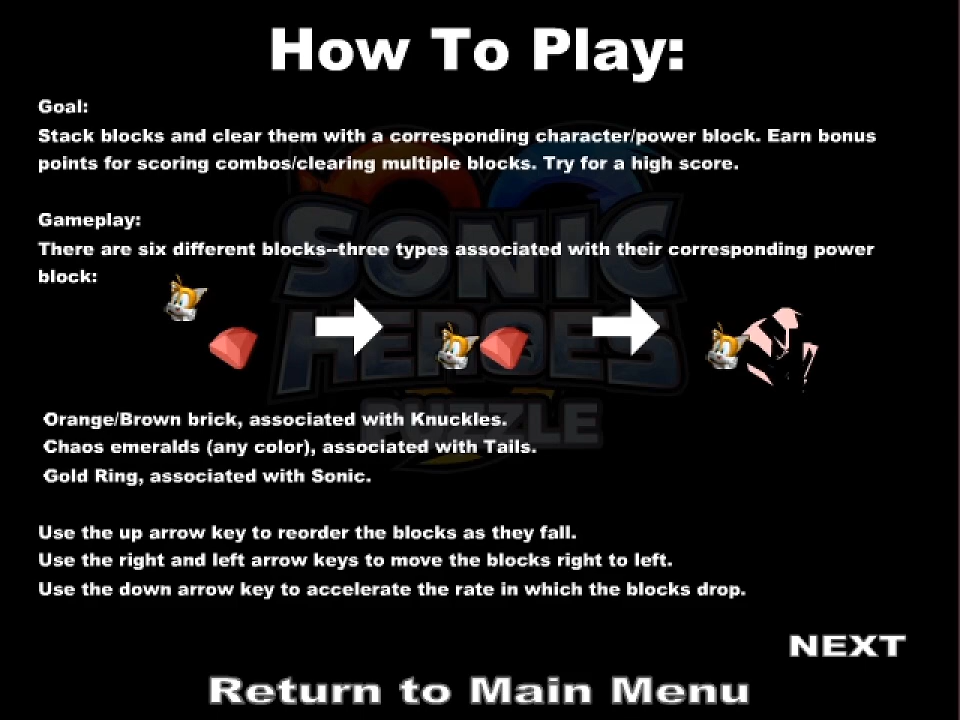 How To Play:
Goal:
Stack blocks and clear them with a corresponding character/power block. Earn bonus
points for scoring combos/clearing multiple blocks. Try for a high score.
Gameplay:
There are six different blocks--three types associated with their corresponding power
block:
SONIC
HEROES
PUZZLE
Orange/Brown brick, associated with Knuckles.
Chaos emeralds (any color), associated with Tails.
Gold Ring, associated with Sonic.
Use the up arrow key to reorder the blocks as they fall.
Use the right and left arrow keys to move the blocks right to left.
Use the down arrow key to accelerate the rate in which the blocks drop.
NEXT
Return to Main Menu